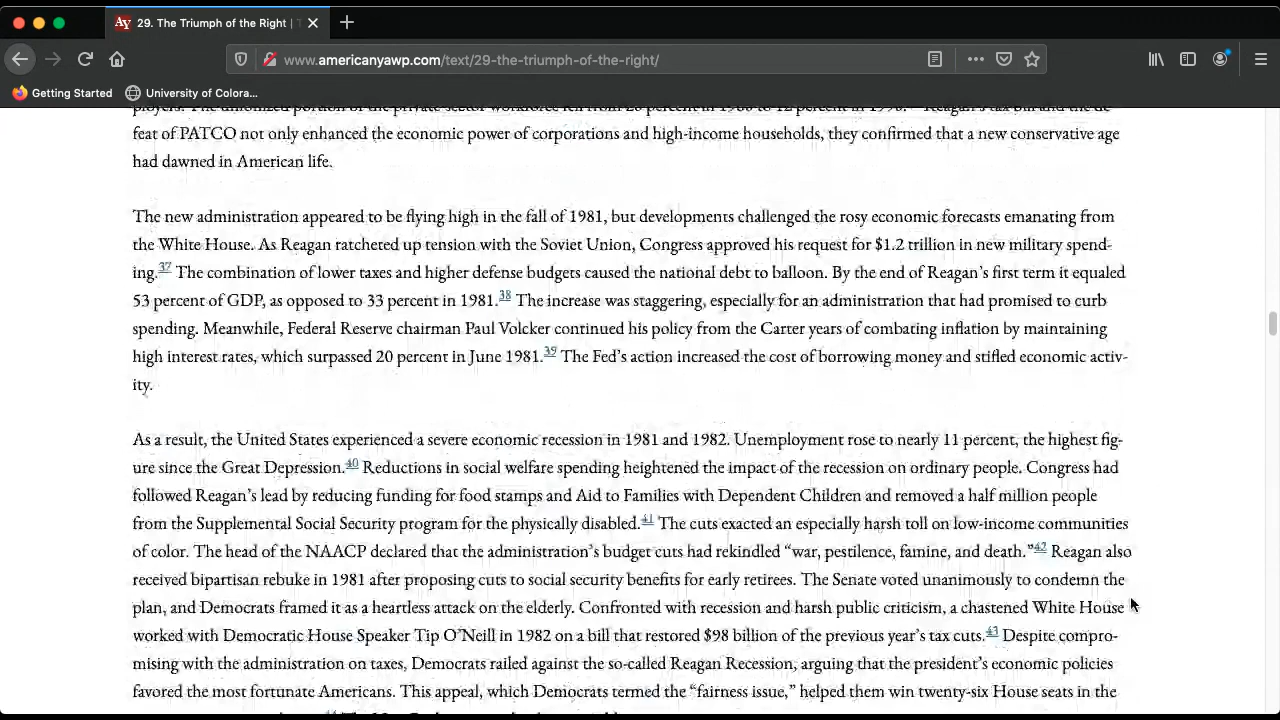 AY 29. The Triumph of the Right |
www.americanyawp.com/text/29-the-triumph-of-the-right/
Getting Started University of Colora...
feat of PATCO not only enhanced the economic power of corporations and high-income households, they confirmed that a new conservative age
had dawned in American life.
The new administration appeared to be flying high in the fall of 1981, but developments challenged the rosy economic forecasts emanating from
the White House. As Reagan ratcheted up tension with the Soviet Union, Congress approved his request for $1.2 trillion in new military spend-
ing.37 The combination of lower taxes and higher defense budgets caused the national debt to balloon. By the end of Reagan’s first term it equaled
53 percent of GDP, as opposed to 33 percent in 1981.38 The increase was staggering, especially for an administration that had promised to curb
spending. Meanwhile, Federal Reserve chairman Paul Volcker continued his policy from the Carter years of combating inflation by maintaining
high interest rates, which surpassed 20 percent in June 1981.39 The Fed’s action increased the cost of borrowing money and stifled economic activ-
ity.
As a result, the United States experienced a severe economic recession in 1981 and 1982. Unemployment rose to nearly 11 percent, the highest fig-
ure since the Great Depression.40 Reductions in social welfare spending heightened the impact of the recession on ordinary people. Congress had
followed Reagan’s lead by reducing funding for food stamps and Aid to Families with Dependent Children and removed a half million people
from the Supplemental Social Security program for the physically disabled.41 The cuts exacted an especially harsh toll on low-income communities
of color. The head of the NAACP declared that the administration’s budget cuts had rekindled “war, pestilence, famine, and death.”42 Reagan also
received bipartisan rebuke in 1981 after proposing cuts to social security benefits for early retirees. The Senate voted unanimously to condemn the
plan, and Democrats framed it as a heartless attack on the elderly. Confronted with recession and harsh public criticism, a chastened White House
worked with Democratic House Speaker Tip O’Neill in 1982 on a bill that restored $98 billion of the previous year’s tax cuts.43 Despite compro-
mising with the administration on taxes, Democrats railed against the so-called Reagan Recession, arguing that the president’s economic policies
favored the most fortunate Americans. This appeal, which Democrats termed the “fairness issue,” helped them win twenty-six House seats in the